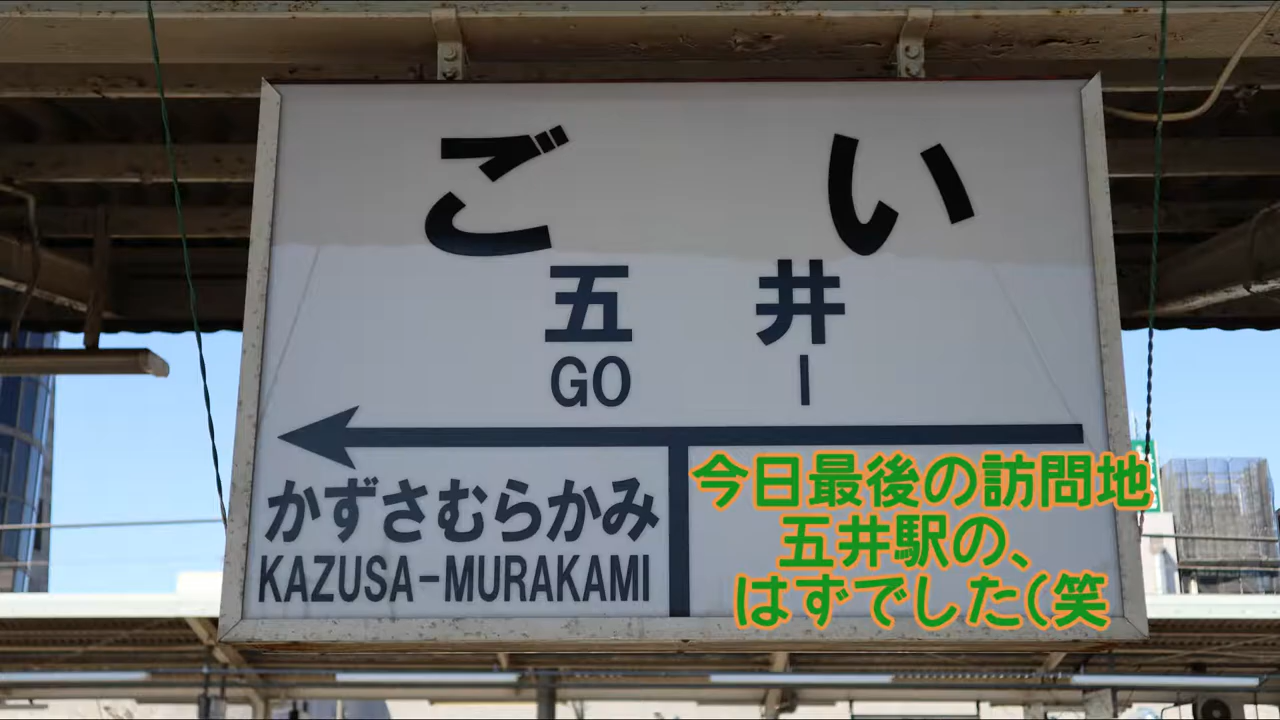 ごい
五井
GO I
かずさむらかみ
KAZUSA-MURAKAMI
今日最後の訪問地
五井駅の、
はずでした(笑